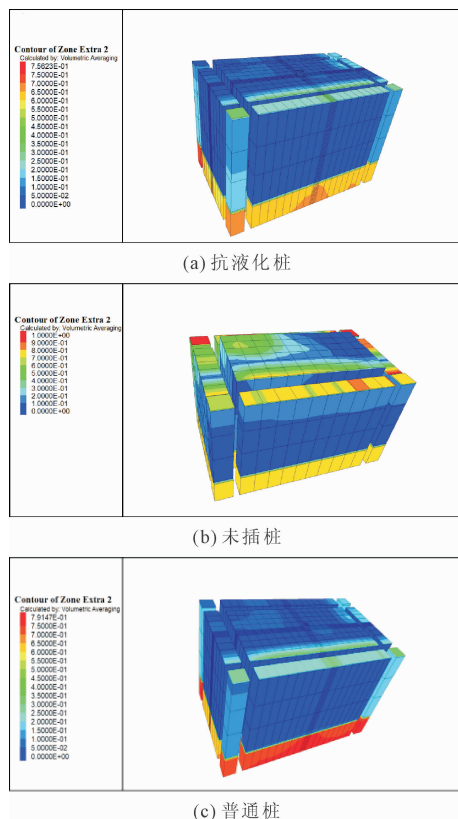 Contour of Zone Extra 2
Calculated by: Volumetric Averaging
7.5623E-01
7.5000E-01
7.0000E-01
6.5000E-01
6.0000E-01
5.5000E-01
5.0000E-01
4.5000E-01
4.0000E-01
3.5000E-01
3.0000E-01
2.5000E-01
2.0000E-01
1.5000E-01
1.0000E-01
5.0000E-02
0.0000E+00
(a) 抗液化桩
Contour of Zone Extra 2
Calculated by: Volumetric Averaging
1.0000E+00
9.0000E-01
8.0000E-01
7.0000E-01
6.0000E-01
5.0000E-01
4.0000E-01
3.0000E-01
2.0000E-01
1.0000E-01
0.0000E+00
(b) 未插桩
Contour of Zone Extra 2
Calculated by: Volumetric Averaging
7.9147E-01
7.5000E-01
7.0000E-01
6.5000E-01
6.0000E-01
5.5000E-01
5.0000E-01
4.5000E-01
4.0000E-01
3.5000E-01
3.0000E-01
2.5000E-01
2.0000E-01
1.5000E-01
1.0000E-01
5.0000E-02
0.0000E+00
(c) 普通桩